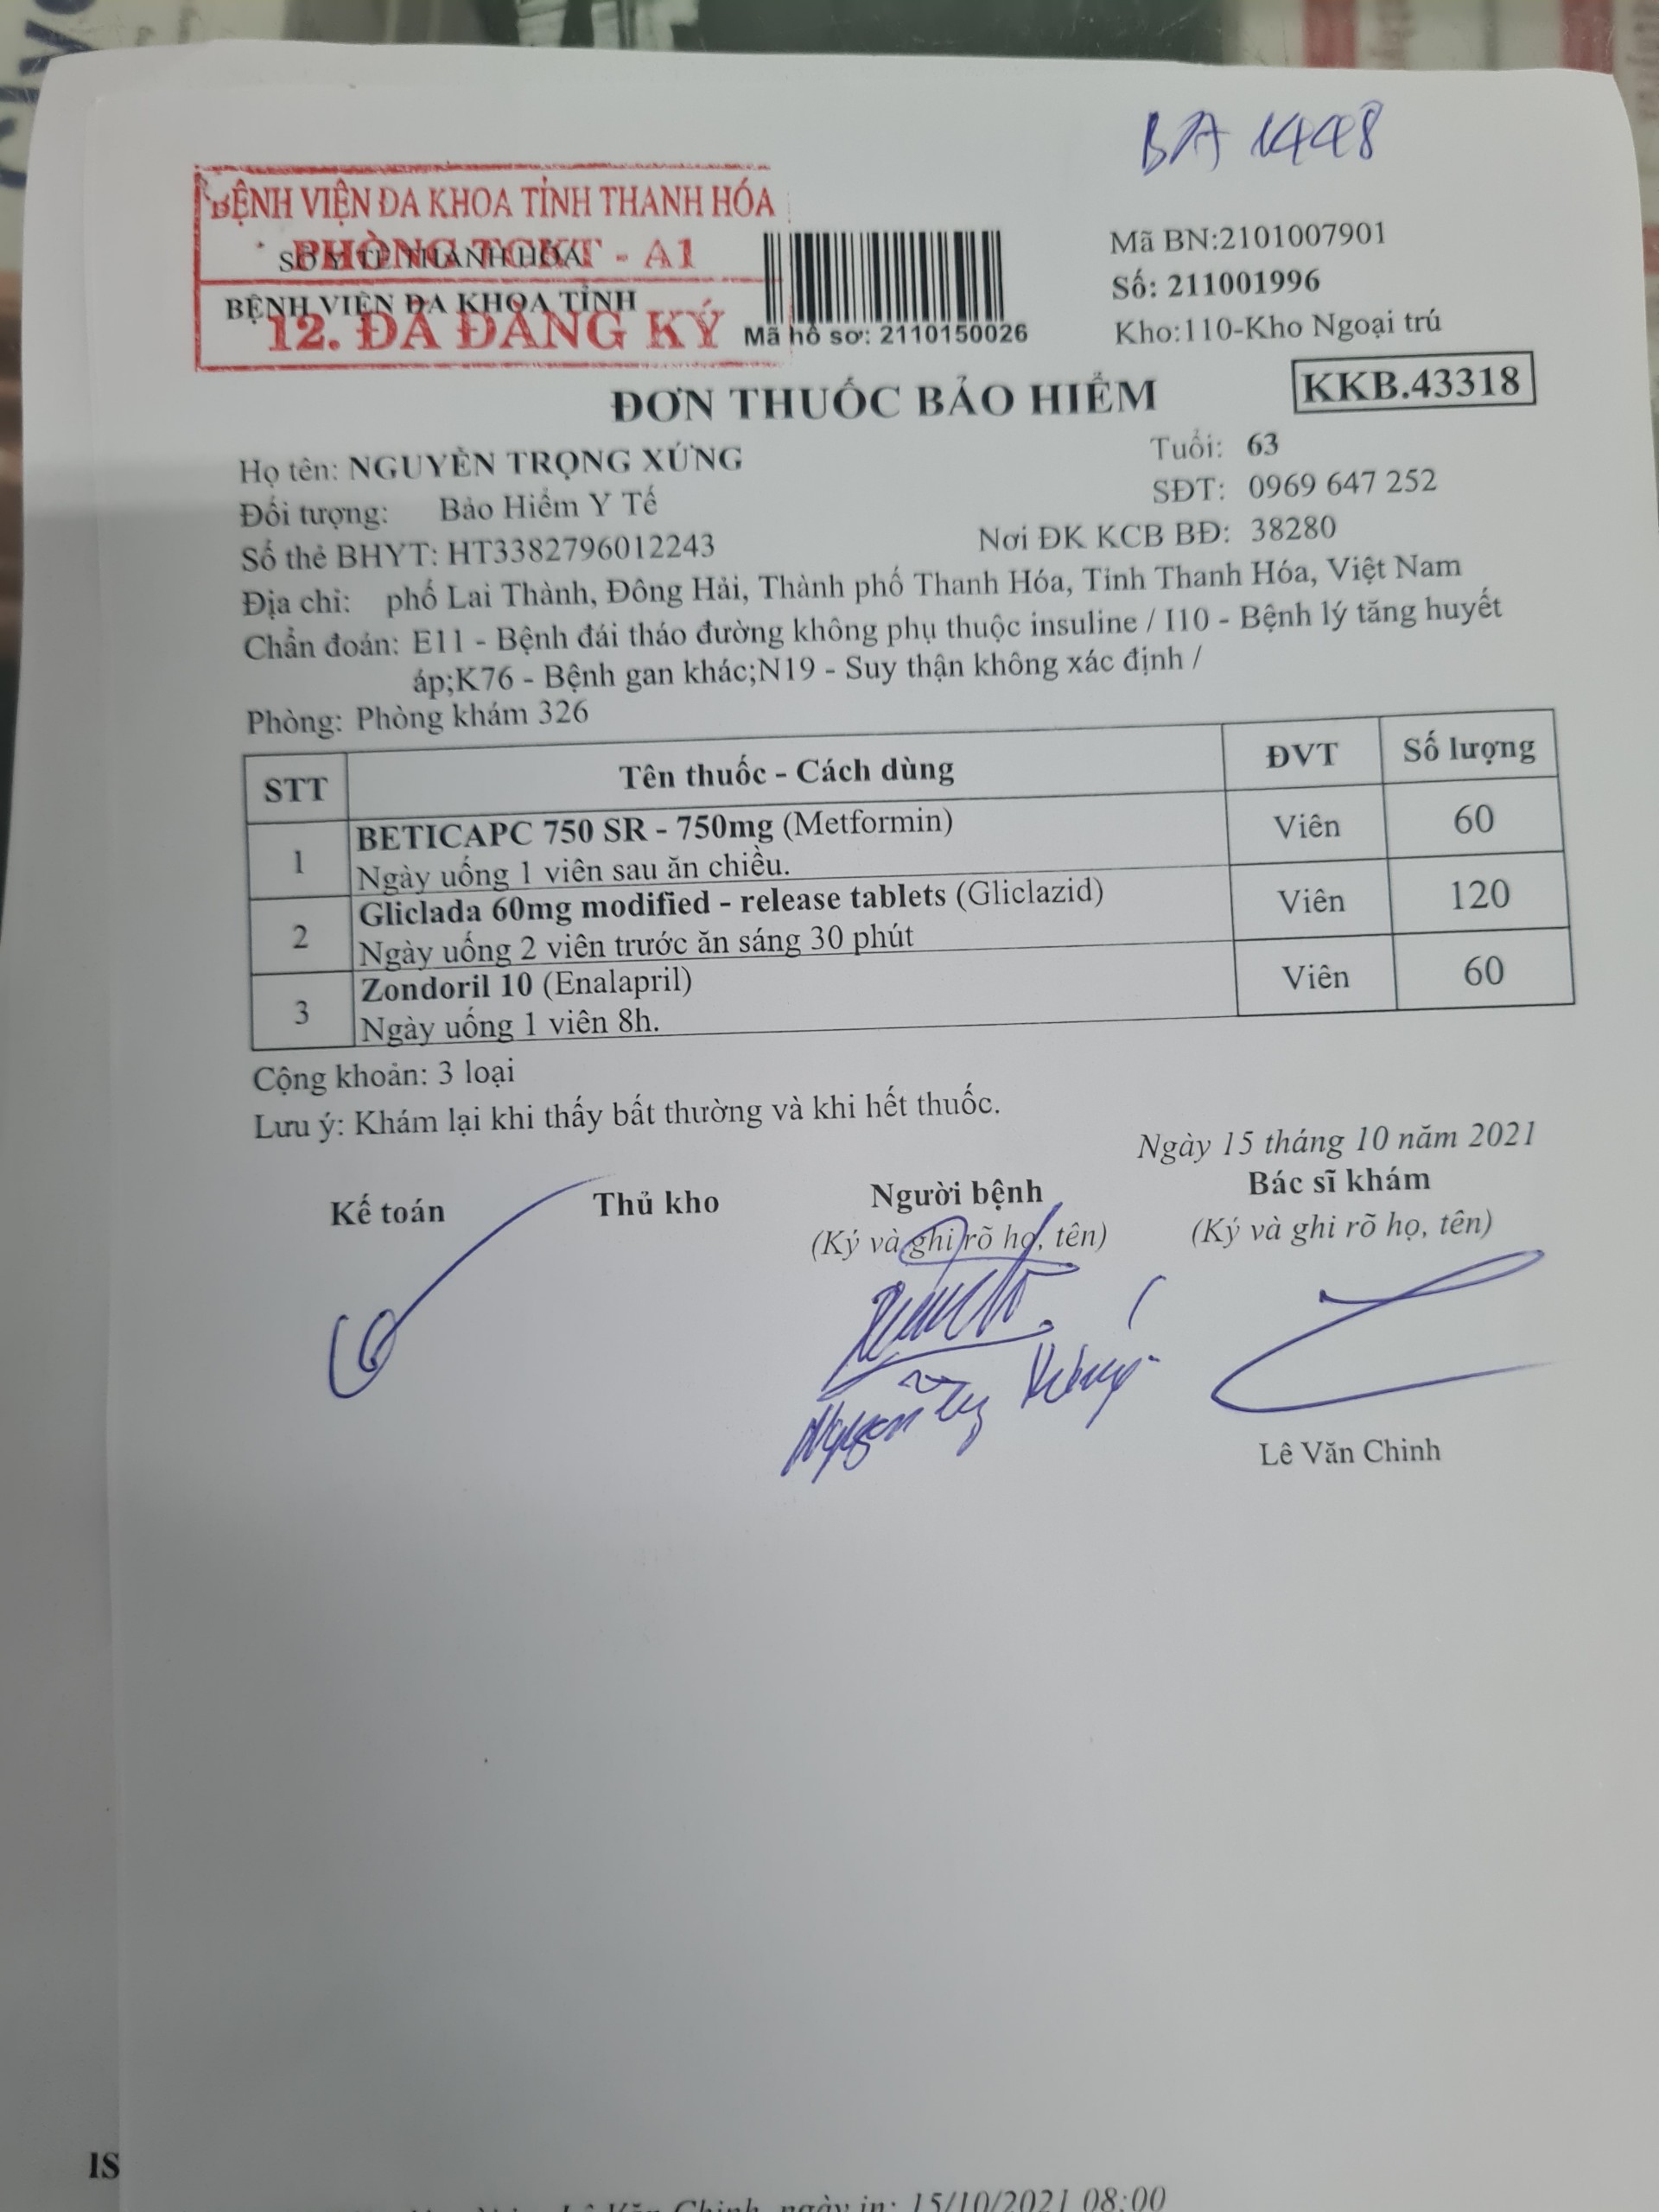 BA 1448
BỆNH VIỆN ĐA KHOA TỈNH THANH HÓA
PHÒNG TCKT - A1
SỞ Y TẾ THANH HÓA
BỆNH VIỆN ĐA KHOA TỈNH
12. ĐÃ ĐĂNG KÝ
Mã hồ sơ: 2110150026
Mã BN:2101007901
Số: 211001996
Kho:110-Kho Ngoại trú
ĐƠN THUỐC BẢO HIỂM
KKB.43318
Họ tên: NGUYỄN TRỌNG XỨNG Tuổi: 63
Đối tượng: Bảo Hiểm Y Tế SĐT: 0969 647 252
Số thẻ BHYT: HT3382796012243 Nơi ĐK KCB BĐ: 38280
Địa chỉ: phố Lai Thành, Đông Hải, Thành phố Thanh Hóa, Tỉnh Thanh Hóa, Việt Nam
Chẩn đoán: E11 - Bệnh đái tháo đường không phụ thuộc insuline / I10 - Bệnh lý tăng huyết
áp;K76 - Bệnh gan khác;N19 - Suy thận không xác định /
Phòng: Phòng khám 326
STT Tên thuốc - Cách dùng ĐVT Số lượng
1 BETICAPC 750 SR - 750mg (Metformin) Viên 60
Ngày uống 1 viên sau ăn chiều.
2 Gliclada 60mg modified - release tablets (Gliclazid) Viên 120
Ngày uống 2 viên trước ăn sáng 30 phút
3 Zondoril 10 (Enalapril) Viên 60
Ngày uống 1 viên 8h.
Cộng khoản: 3 loại
Lưu ý: Khám lại khi thấy bất thường và khi hết thuốc.
Ngày 15 tháng 10 năm 2021
Kế toán Thủ kho Người bệnh Bác sĩ khám
(Ký và ghi rõ họ, tên) (Ký và ghi rõ họ, tên)
Lê Văn Chinh
IS
Lê Văn Chinh, ngày in: 15/10/2021 08:00